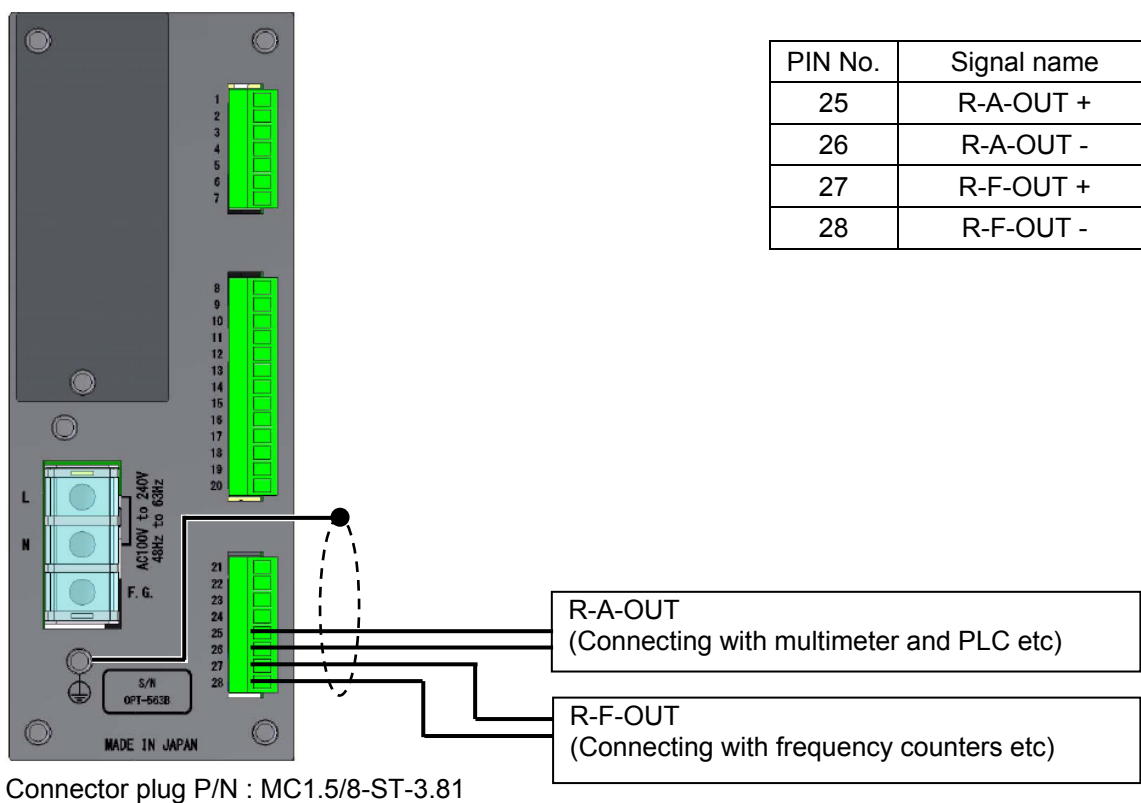 PIN No. Signal name
25 R-A-OUT +
26 R-A-OUT -
27 R-F-OUT +
28 R-F-OUT -
1
2
3
4
5
6
7
8
9
10
11
12
13
14
15
16
17
18
19
20
L
N
F.G.
AC100V to 240V
48Hz to 63Hz
21
22
23
24
25
26
27
28
S/N
OPT-563B
MADE IN JAPAN
R-A-OUT
(Connecting with multimeter and PLC etc)
R-F-OUT
(Connecting with frequency counters etc)
Connector plug P/N : MC1.5/8-ST-3.81